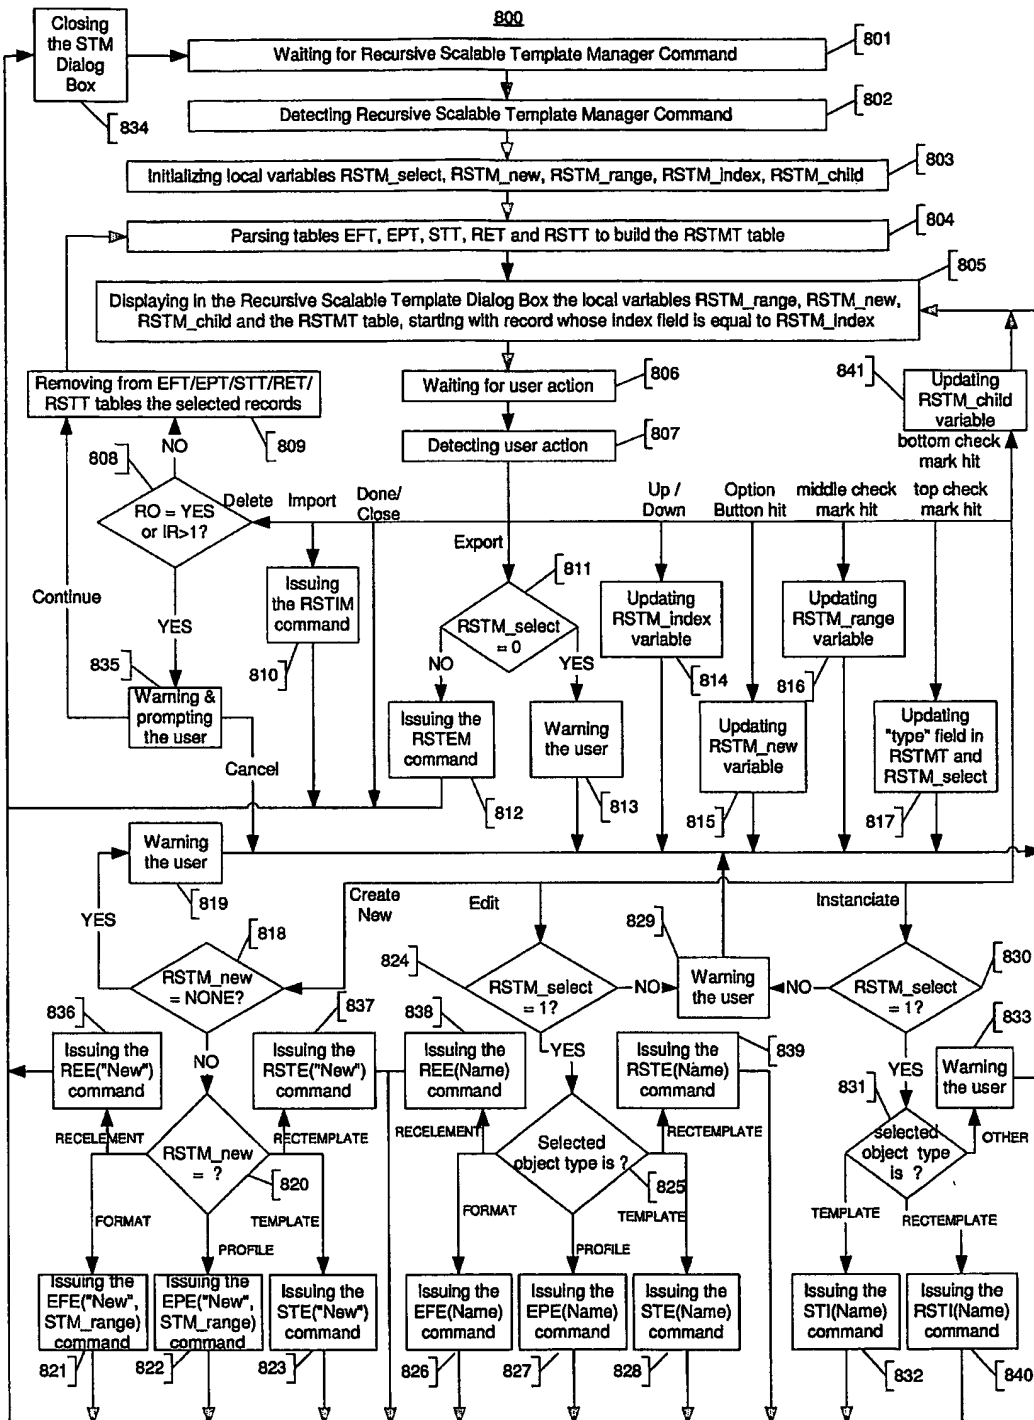 800
Closing
the STM
Dialog
Box
834
Waiting for Recursive Scalable Template Manager Command
801
Detecting Recursive Scalable Template Manager Command
802
Initializing local variables RSTM_select, RSTM_new, RSTM_range, RSTM_index, RSTM_child
803
Parsing tables EFT, EPT, STT, RET and RSTT to build the RSTMT table
804
805
Displaying in the Recursive Scalable Template Dialog Box the local variables RSTM_range, RSTM_new,
RSTM_child and the RSTMT table, starting with record whose index field is equal to RSTM_index
Removing from EFT/EPT/STT/RET/
RSTT tables the selected records
809
Waiting for user action
806
Detecting user action
807
841
Updating
RSTM_child
variable
bottom check
mark hit
808
NO
RO = YES
or IR>1?
Delete
Import
Done/
Close
Export
Up /
Down
Option
Button hit
middle check
mark hit
top check
mark hit
Continue
YES
835
Warning &
prompting
the user
Cancel
Issuing
the RSTIM
command
810
811
RSTM_select
= 0
NO
YES
Issuing the
RSTEM
command
812
Warning
the user
813
Updating
RSTM_index
variable
814
Updating
RSTM_new
variable
815
Updating
RSTM_range
variable
816
Updating
"type" field in
RSTMT and
RSTM_select
817
Warning
the user
819
YES
Create
New
Edit
Instanciate
818
RSTM_new
= NONE?
NO
824
RSTM_select
= 1?
NO
YES
829
Warning
the user
NO
RSTM_select
= 1?
830
YES
836
Issuing the
REE("New")
command
837
Issuing the
RSTE("New")
command
838
Issuing the
REE(Name)
command
839
Issuing the
RSTE(Name)
command
833
Warning
the user
RECELEMENT
RSTM_new
= ?
820
RECTEMPLATE
RECELEMENT
Selected
object type is ?
825
RECTEMPLATE
831
selected
object type
is ?
OTHER
FORMAT
PROFILE
TEMPLATE
FORMAT
PROFILE
TEMPLATE
TEMPLATE
RECTEMPLATE
Issuing the
EFE("New",
STM_range)
command
821
Issuing the
EPE("New",
STM_range)
command
822
Issuing the
STE("New")
command
823
Issuing the
EFE(Name)
command
826
Issuing the
EPE(Name)
command
827
Issuing the
STE(Name)
command
828
Issuing the
STI(Name)
command
832
Issuing the
RSTI(Name)
command
840